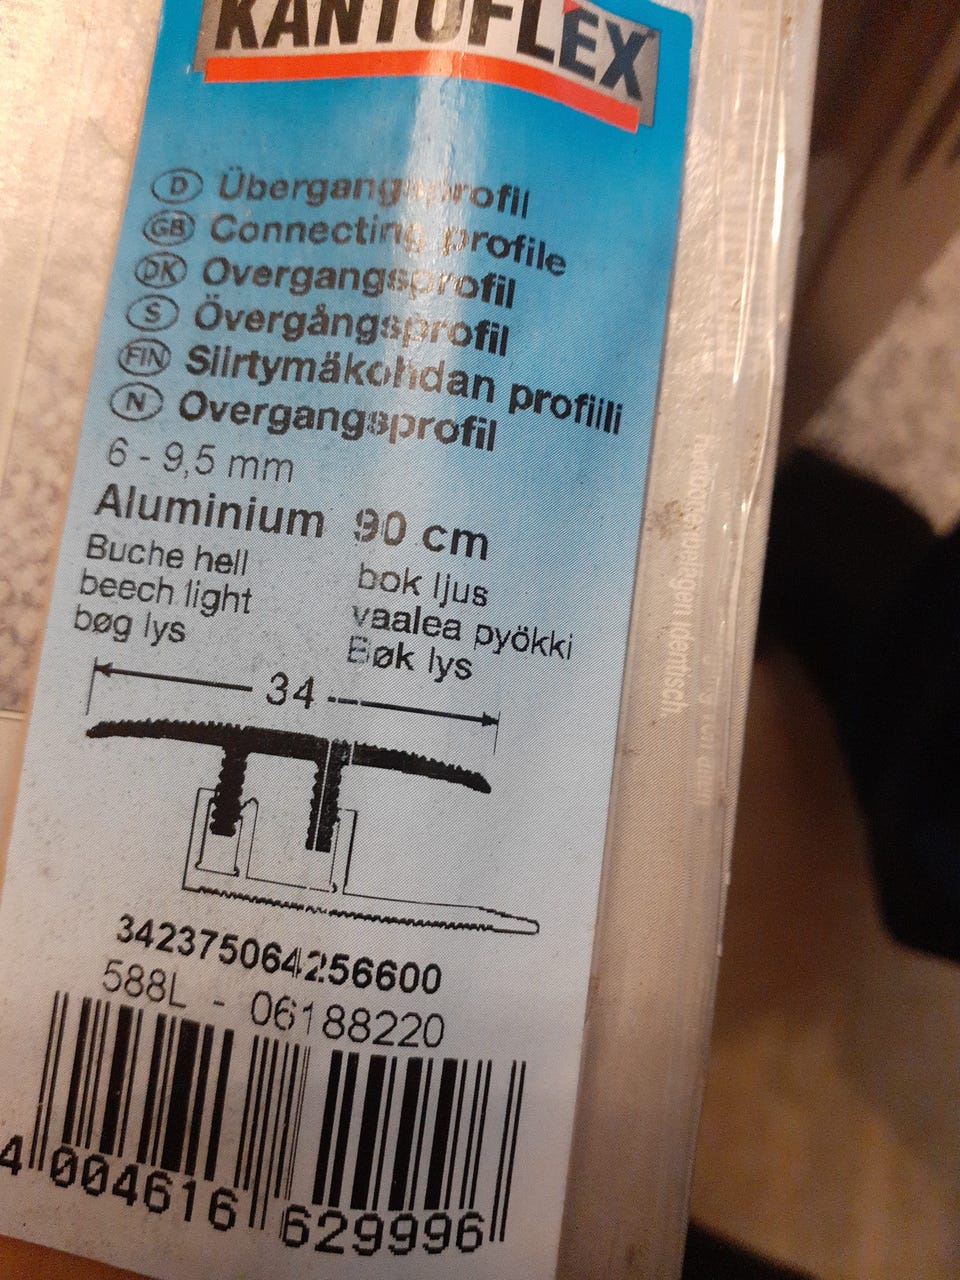 KANTOFLEX
D Übergangsprofil
GB Connecting profile
DK Overgangsprofil
S Övergångsprofil
FIN Siirtymäkohdan profiili
N Overgangsprofil
6 - 9,5 mm
Aluminium 90 cm
Buche hell bok ljus
beech light vaalea pyökki
bøg lys Bøk lys
34
342375064256600
588L - 06188220
4 004616 629996
identisch.